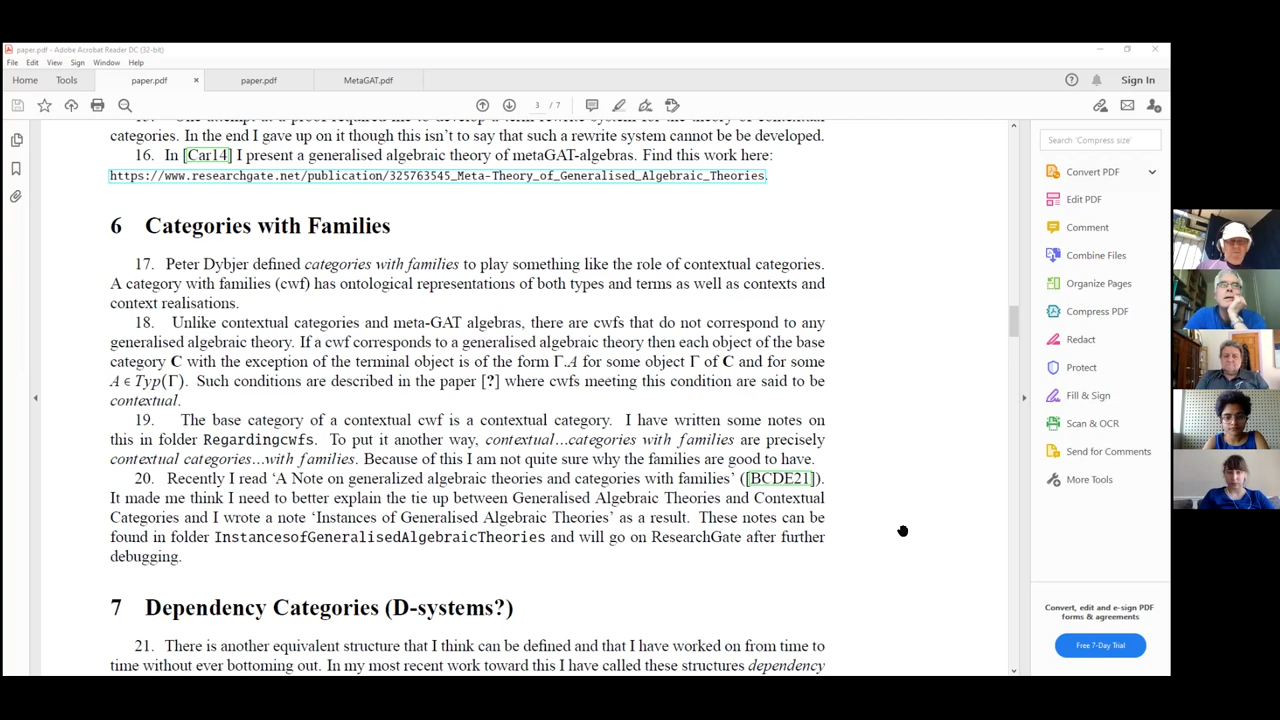 paper.pdf - Adobe Acrobat Reader DC (32-bit)
File Edit View Sign Window Help
Home Tools paper.pdf × paper.pdf MetaGAT.pdf Sign In
3 / 7
categories. In the end I gave up on it though this isn't to say that such a rewrite system cannot be be developed.
16. In [Car14] I present a generalised algebraic theory of metaGAT-algebras. Find this work here:
https://www.researchgate.net/publication/325763545_Meta-Theory_of_Generalised_Algebraic_Theories.
6 Categories with Families
17. Peter Dybjer defined categories with families to play something like the role of contextual categories.
A category with families (cwf) has ontological representations of both types and terms as well as contexts and
context realisations.
18. Unlike contextual categories and meta-GAT algebras, there are cwfs that do not correspond to any
generalised algebraic theory. If a cwf corresponds to a generalised algebraic theory then each object of the base
category C with the exception of the terminal object is of the form Γ.A for some object Γ of C and for some
A ∈ Typ(Γ). Such conditions are described in the paper [?] where cwfs meeting this condition are said to be
contextual.
19. The base category of a contextual cwf is a contextual category. I have written some notes on
this in folder Regardingcwfs. To put it another way, contextual...categories with families are precisely
contextual categories...with families. Because of this I am not quite sure why the families are good to have.
20. Recently I read 'A Note on generalized algebraic theories and categories with families' ([BCDE21]).
It made me think I need to better explain the tie up between Generalised Algebraic Theories and Contextual
Categories and I wrote a note 'Instances of Generalised Algebraic Theories' as a result. These notes can be
found in folder InstancesofGeneralisedAlgebraicTheories and will go on ResearchGate after further
debugging.
7 Dependency Categories (D-systems?)
21. There is another equivalent structure that I think can be defined and that I have worked on from time to
time without ever bottoming out. In my most recent work toward this I have called these structures dependency
Search 'Compress size'
Convert PDF
Edit PDF
Comment
Combine Files
Organize Pages
Compress PDF
Redact
Protect
Fill & Sign
Scan & OCR
Send for Comments
More Tools
Convert, edit and e-sign PDF
forms & agreements
Free 7-Day Trial